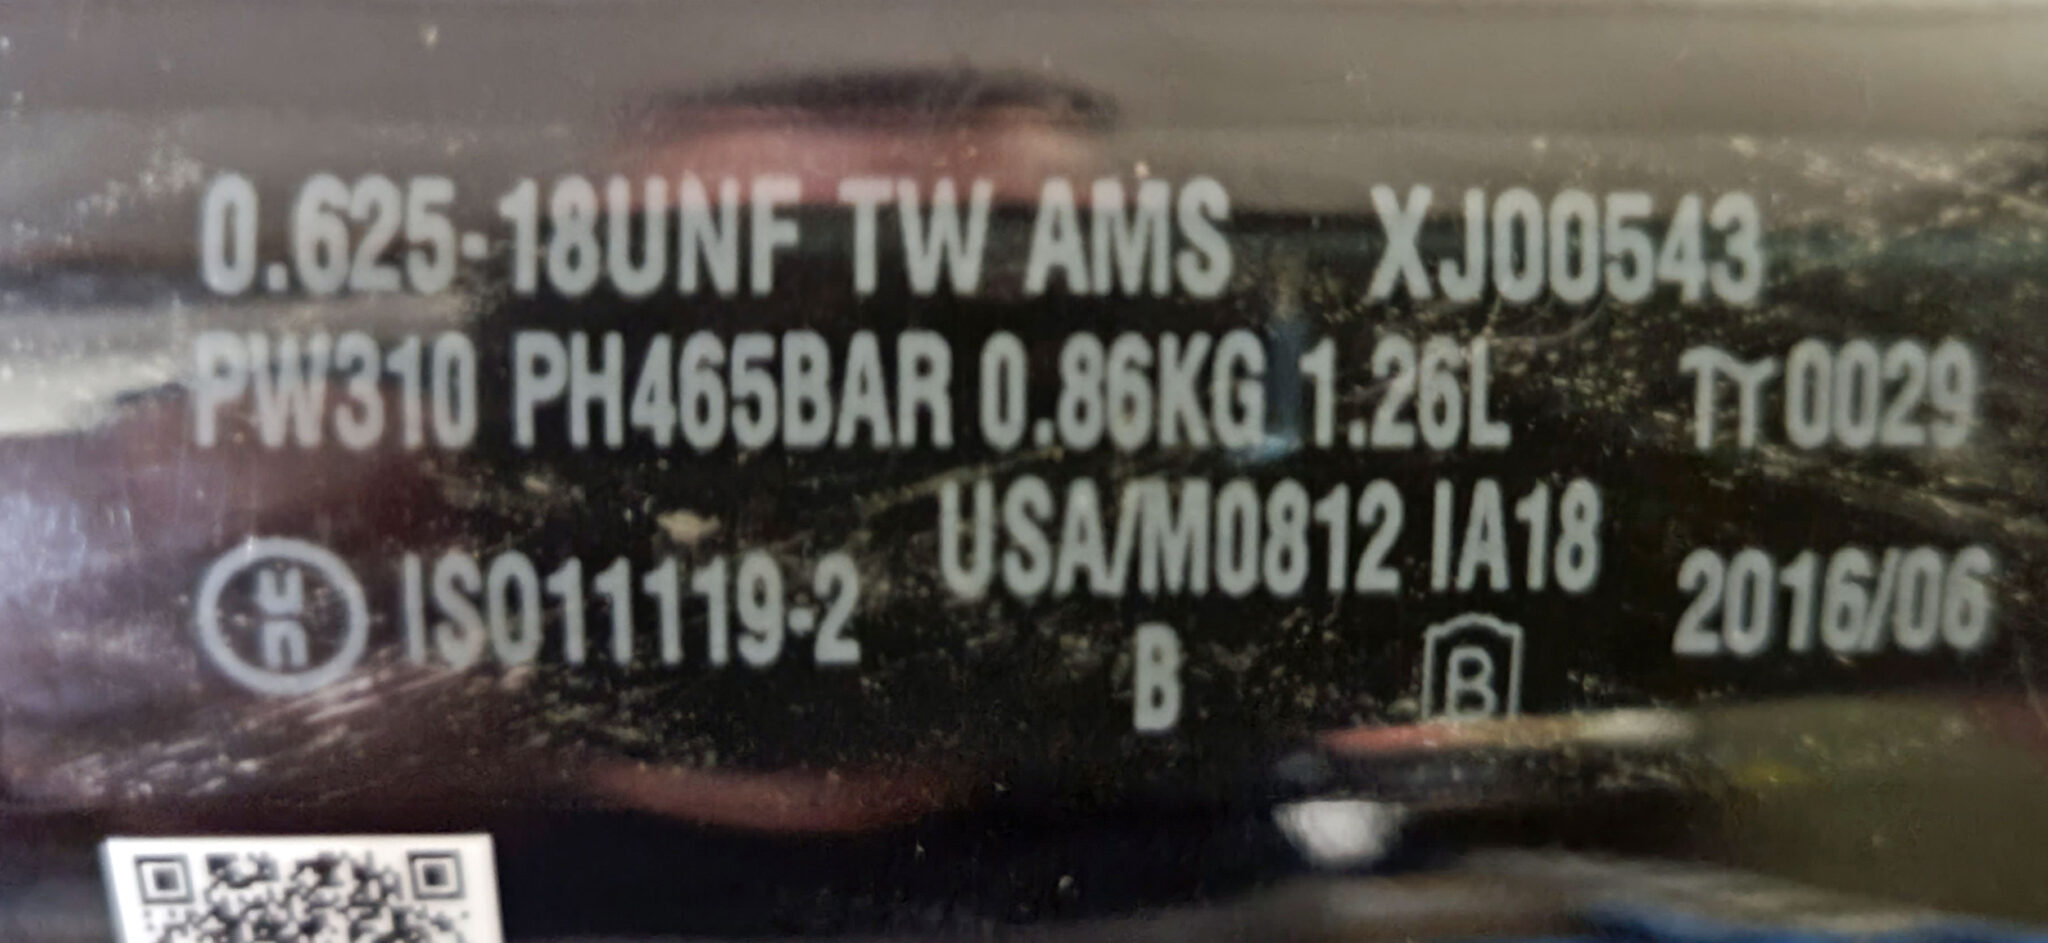 0.625-18UNF TW AMS XJ00543
PW310 PH465BAR 0.86KG 1.26L π 0029
USA/M0812 IA18
un ISO11119-2 2016/06
B B